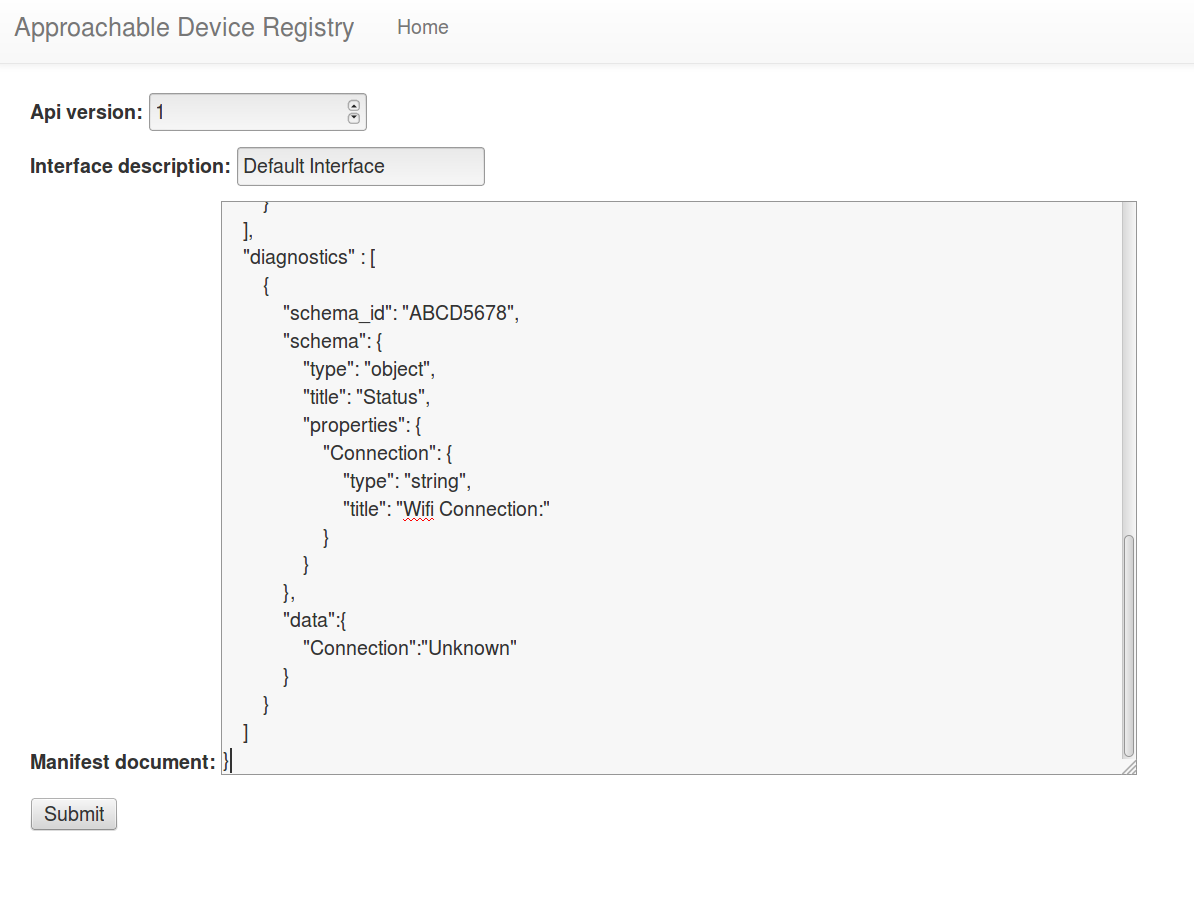 Approachable Device Registry Home
Api version: 1
Interface description: Default Interface
}
],
"diagnostics" : [
{
"schema_id": "ABCD5678",
"schema": {
"type": "object",
"title": "Status",
"properties": {
"Connection": {
"type": "string",
"title": "Wifi Connection:"
}
}
},
"data":{
"Connection":"Unknown"
}
}
]
Manifest document: }
Submit